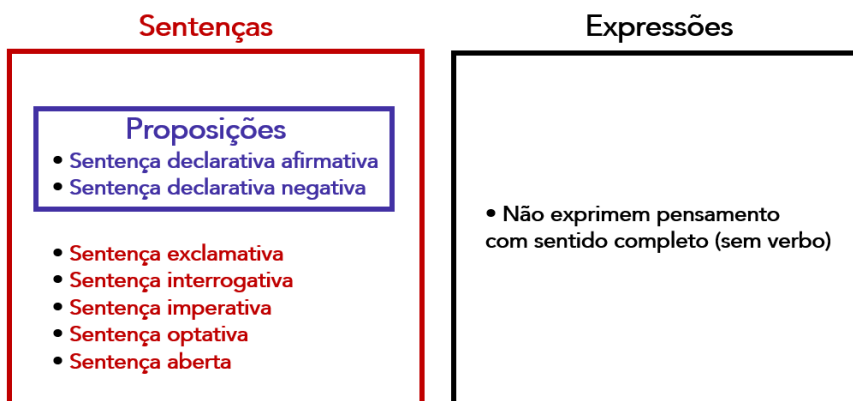 Sentenças
Proposições
• Sentença declarativa afirmativa
• Sentença declarativa negativa
• Sentença exclamativa
• Sentença interrogativa
• Sentença imperativa
• Sentença optativa
• Sentença aberta
Expressões
• Não exprimem pensamento
com sentido completo (sem verbo)